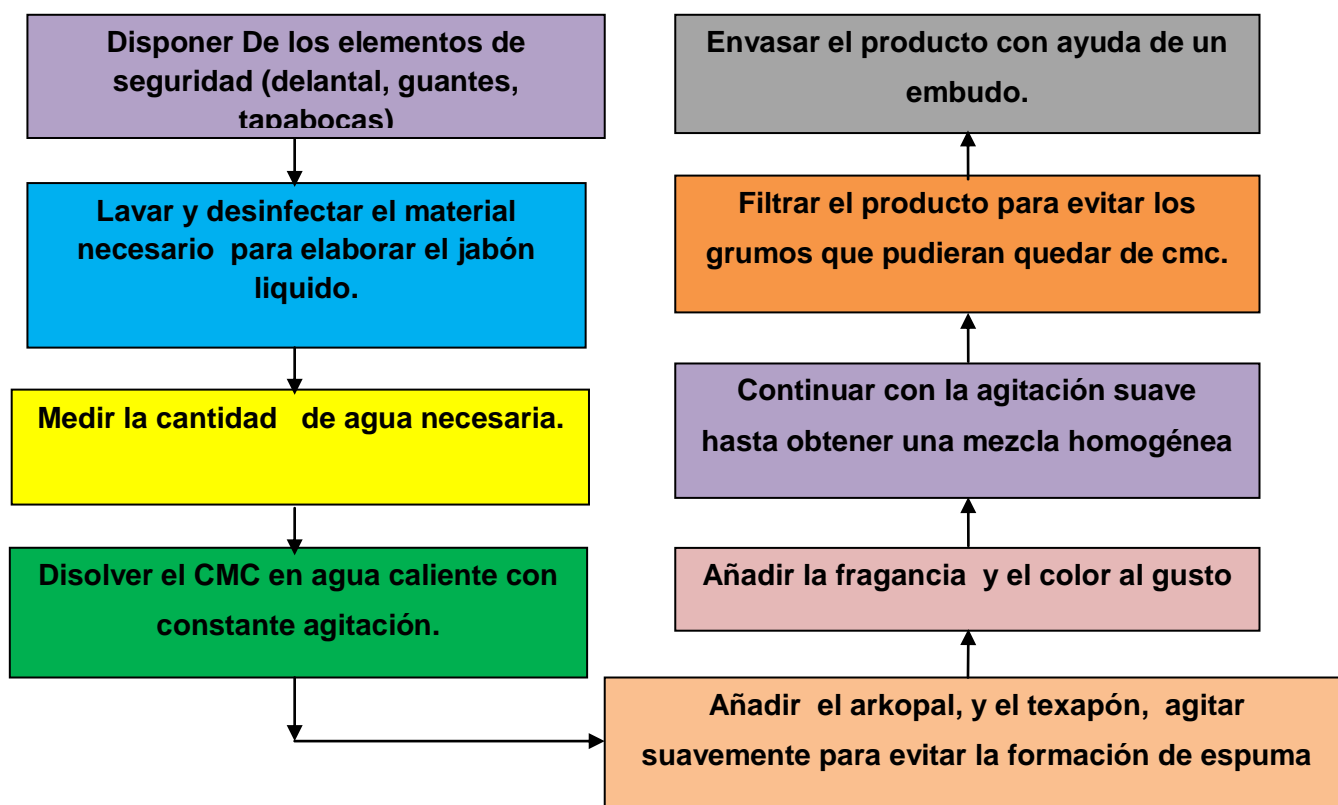 Disponer De los elementos de
seguridad (delantal, guantes,
tapabocas)
Lavar y desinfectar el material
necesario para elaborar el jabón
liquido.
Medir la cantidad de agua necesaria.
Disolver el CMC en agua caliente con
constante agitación.
Añadir el arkopal, y el texapón, agitar
suavemente para evitar la formación de espuma
Añadir la fragancia y el color al gusto
Continuar con la agitación suave
hasta obtener una mezcla homogénea
Filtrar el producto para evitar los
grumos que pudieran quedar de cmc.
Envasar el producto con ayuda de un
embudo.